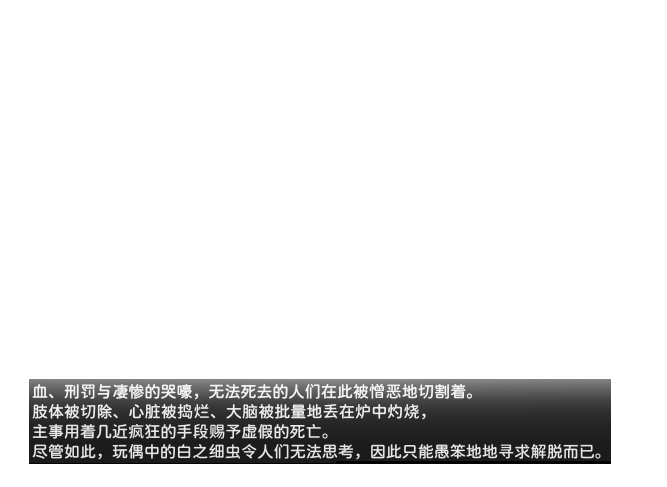 血、刑罚与凄惨的哭嚎，无法死去的人们在此被憎恶地切割着。
肢体被切除、心脏被捣烂、大脑被批量地丢在炉中灼烧，
主事用着几近疯狂的手段赐予虚假的死亡。
尽管如此，玩偶中的白之细虫令人们无法思考，因此只能愚笨地地寻求解脱而已。